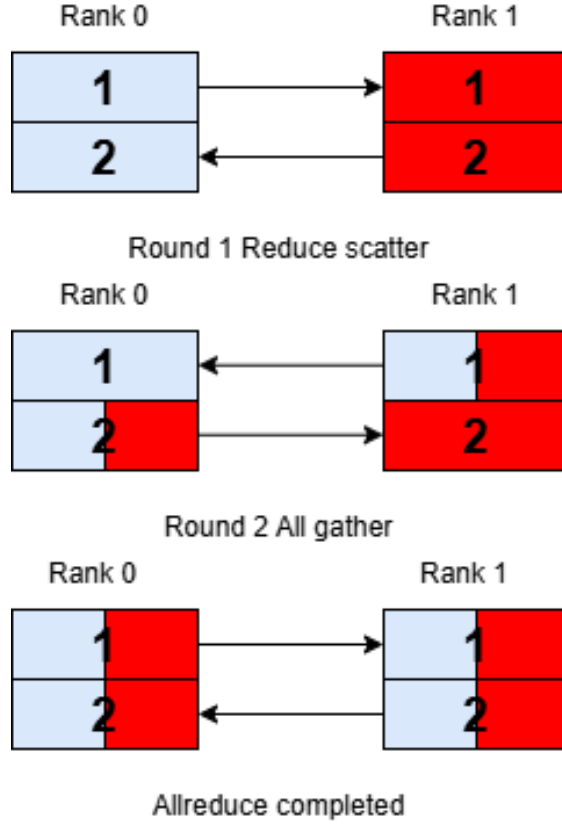 Rank 0 Rank 1
1 1
2 2
Round 1 Reduce scatter
Rank 0 Rank 1
1 1
2 2
Round 2 All gather
Rank 0 Rank 1
1 1
2 2
Allreduce completed